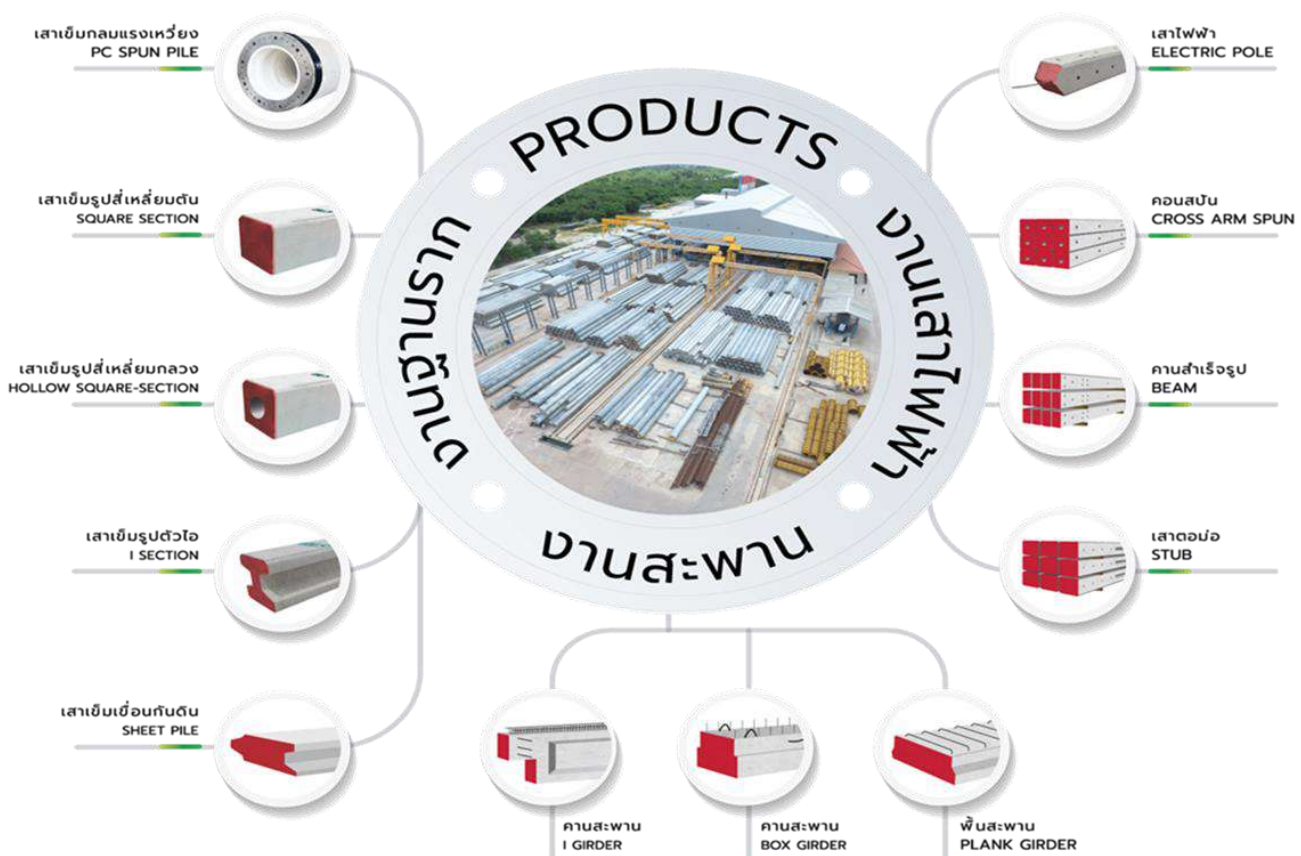 เสาเข็มกลมแรงเหวี่ยง
PC SPUN PILE
เสาเข็มรูปสี่เหลี่ยมตัน
SQUARE SECTION
เสาเข็มรูปสี่เหลี่ยมกลวง
HOLLOW SQUARE-SECTION
เสาเข็มรูปตัวไอ
I SECTION
เสาเข็มเขื่อนกันดิน
SHEET PILE
PRODUCTS
งานฐานราก
งานเสาไฟฟ้า
งานสะพาน
เสาไฟฟ้า
ELECTRIC POLE
คอนสปัน
CROSS ARM SPUN
คานสำเร็จรูป
BEAM
เสาตอม่อ
STUB
คานสะพาน
I GIRDER
คานสะพาน
BOX GIRDER
พื้นสะพาน
PLANK GIRDER